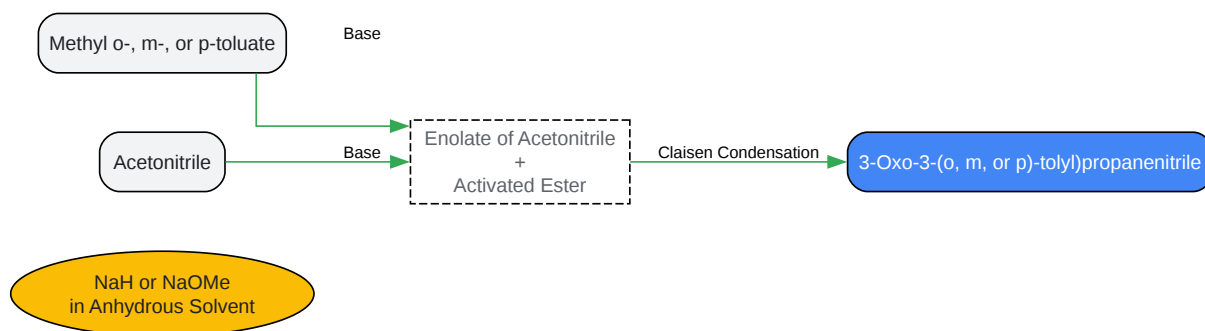 Methyl o-, m-, or p-toluate
Base
Acetonitrile
Base
Enolate of Acetonitrile
+
Activated Ester
Claisen Condensation
3-Oxo-3-(o, m, or p)-tolyl)propanenitrile
NaH or NaOMe
in Anhydrous Solvent